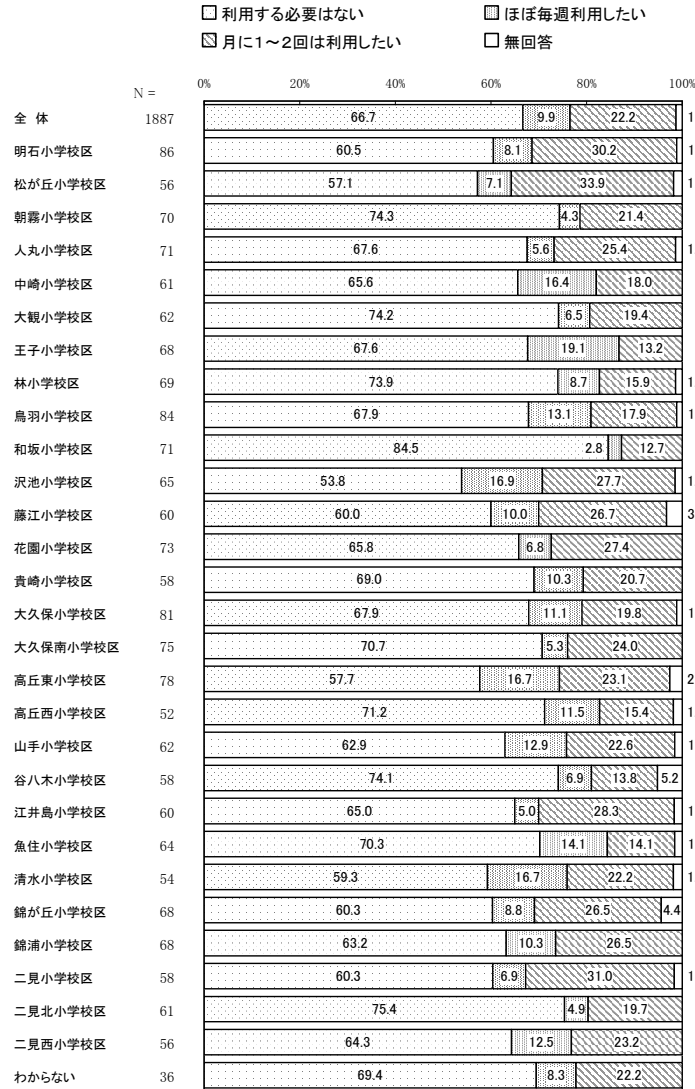 利用する必要はない ほぼ毎週利用したい
月に1～2回は利用したい 無回答
N = 0% 20% 40% 60% 80% 100%
全 体 1887 66.7 9.9 22.2 1
明石小学校区 86 60.5 8.1 30.2 1
松が丘小学校区 56 57.1 7.1 33.9 1
朝霧小学校区 70 74.3 4.3 21.4
人丸小学校区 71 67.6 5.6 25.4 1
中崎小学校区 61 65.6 16.4 18.0
大観小学校区 62 74.2 6.5 19.4
王子小学校区 68 67.6 19.1 13.2
林小学校区 69 73.9 8.7 15.9 1
鳥羽小学校区 84 67.9 13.1 17.9 1
和坂小学校区 71 84.5 2.8 12.7
沢池小学校区 65 53.8 16.9 27.7 1
藤江小学校区 60 60.0 10.0 26.7 3
花園小学校区 73 65.8 6.8 27.4
貴崎小学校区 58 69.0 10.3 20.7
大久保小学校区 81 67.9 11.1 19.8 1
大久保南小学校区 75 70.7 5.3 24.0
高丘東小学校区 78 57.7 16.7 23.1 2
高丘西小学校区 52 71.2 11.5 15.4 1
山手小学校区 62 62.9 12.9 22.6 1
谷八木小学校区 58 74.1 6.9 13.8 5.2
江井島小学校区 60 65.0 5.0 28.3 1
魚住小学校区 64 70.3 14.1 14.1 1
清水小学校区 54 59.3 16.7 22.2 1
錦が丘小学校区 68 60.3 8.8 26.5 4.4
錦浦小学校区 68 63.2 10.3 26.5
二見小学校区 58 60.3 6.9 31.0 1
二見北小学校区 61 75.4 4.9 19.7
二見西小学校区 56 64.3 12.5 23.2
わからない 36 69.4 8.3 22.2